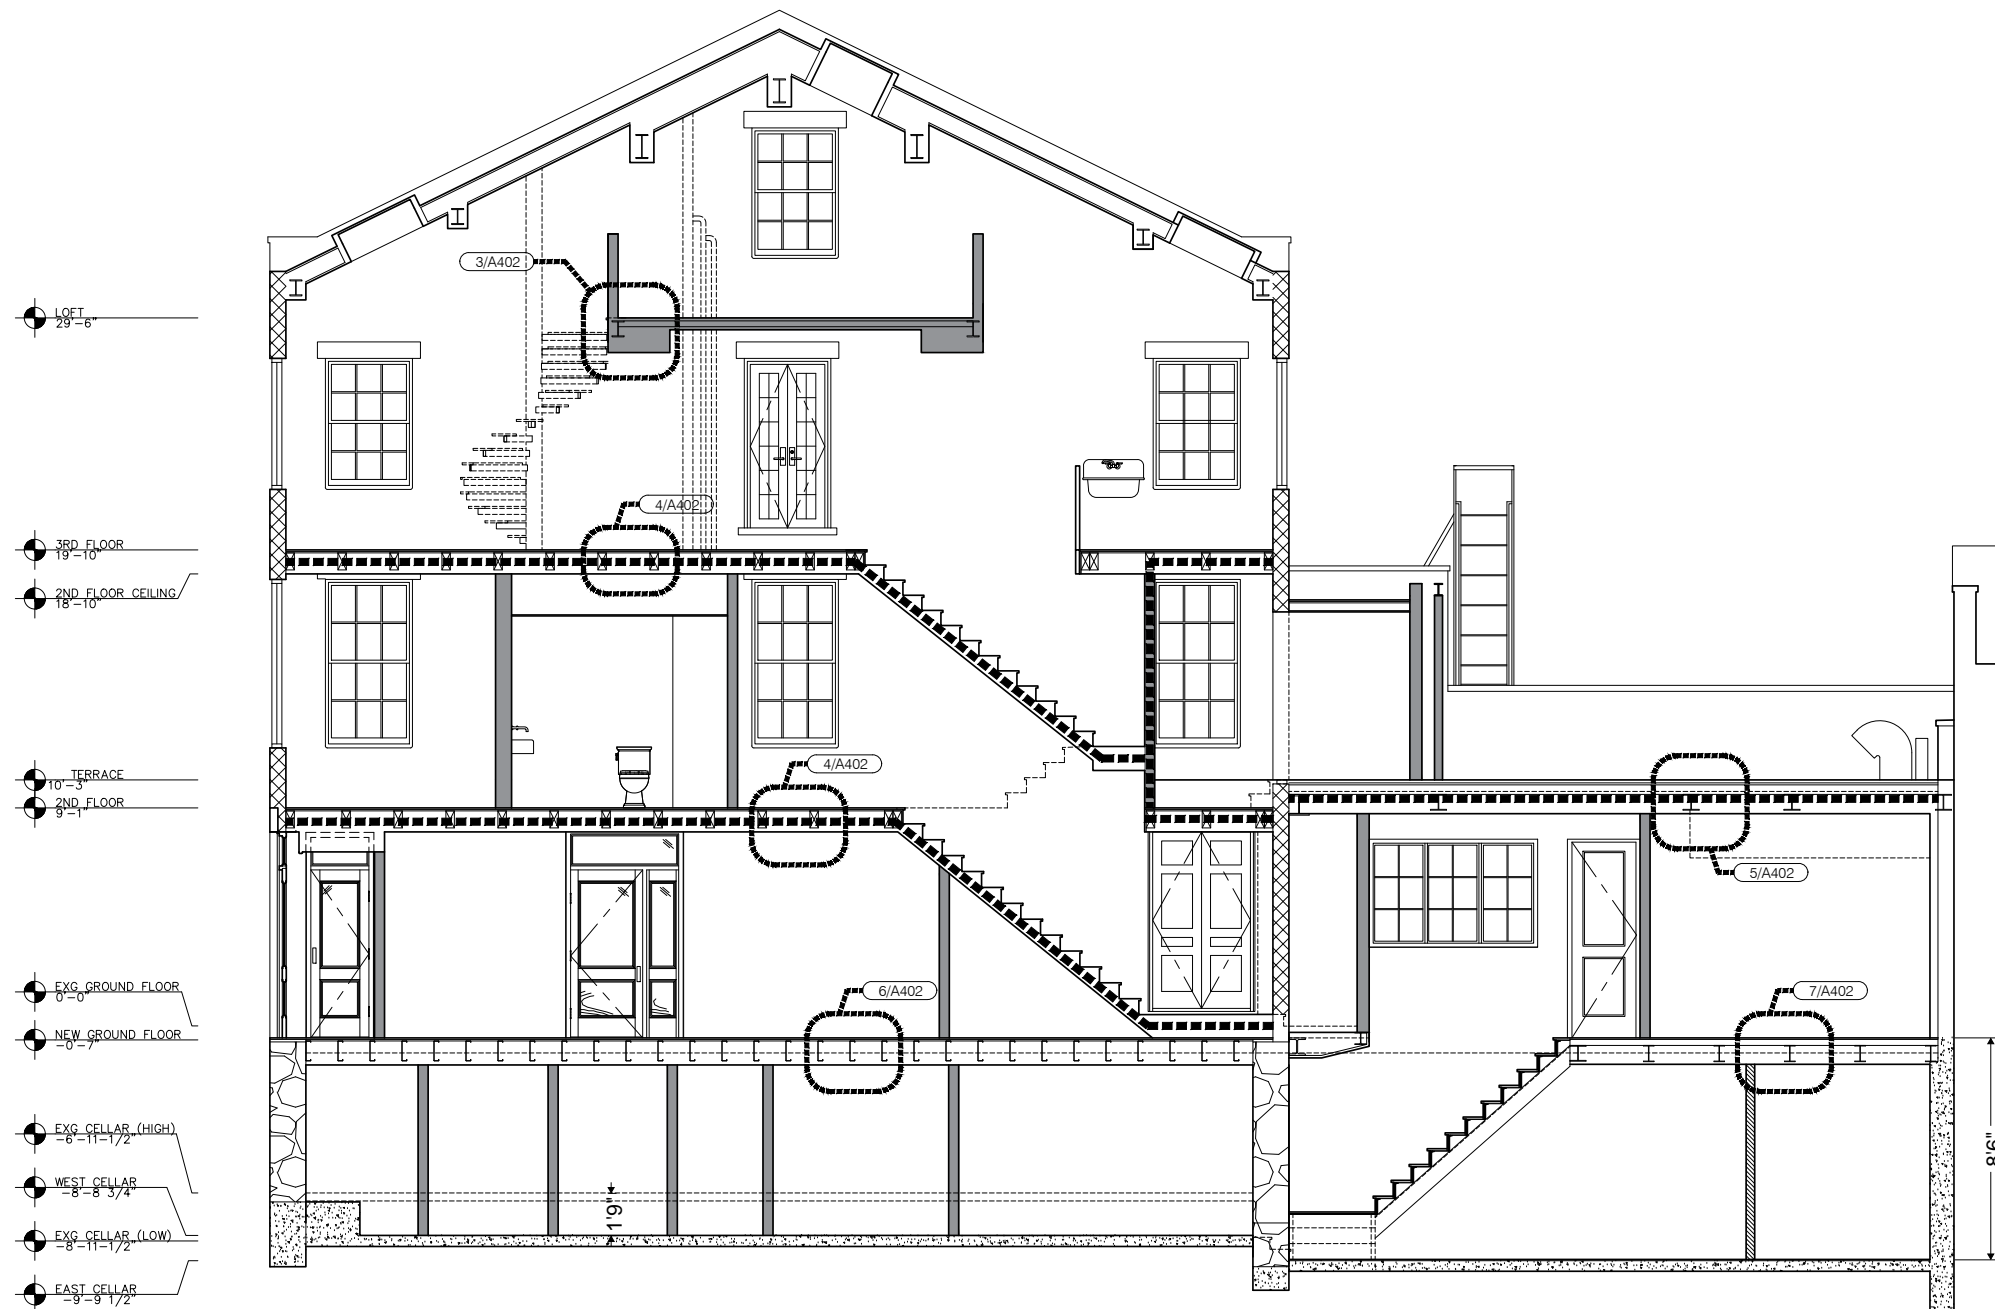 3/A402
LOFT
29'-6"
4/A402
3RD FLOOR
19'-10"
2ND FLOOR CEILING
18'-10"
4/A402
TERRACE
10'-3"
2ND FLOOR
9'-1"
5/A402
EXG GROUND FLOOR
0'-0"
6/A402
7/A402
NEW GROUND FLOOR
-0'-7"
EXG CELLAR (HIGH)
-6'-11-1/2"
8'6"
WEST CELLAR
-8'-8 3/4"
1'9"
EXG CELLAR (LOW)
-8'-11-1/2"
EAST CELLAR
-9'-9 1/2"